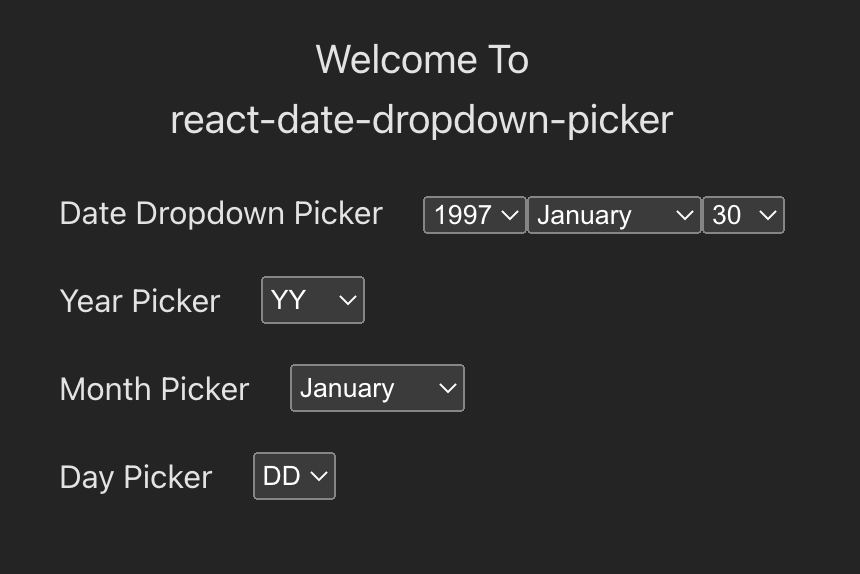 Welcome To
react-date-dropdown-picker
Date Dropdown Picker 1997 January 30
Year Picker YY
Month Picker January
Day Picker DD